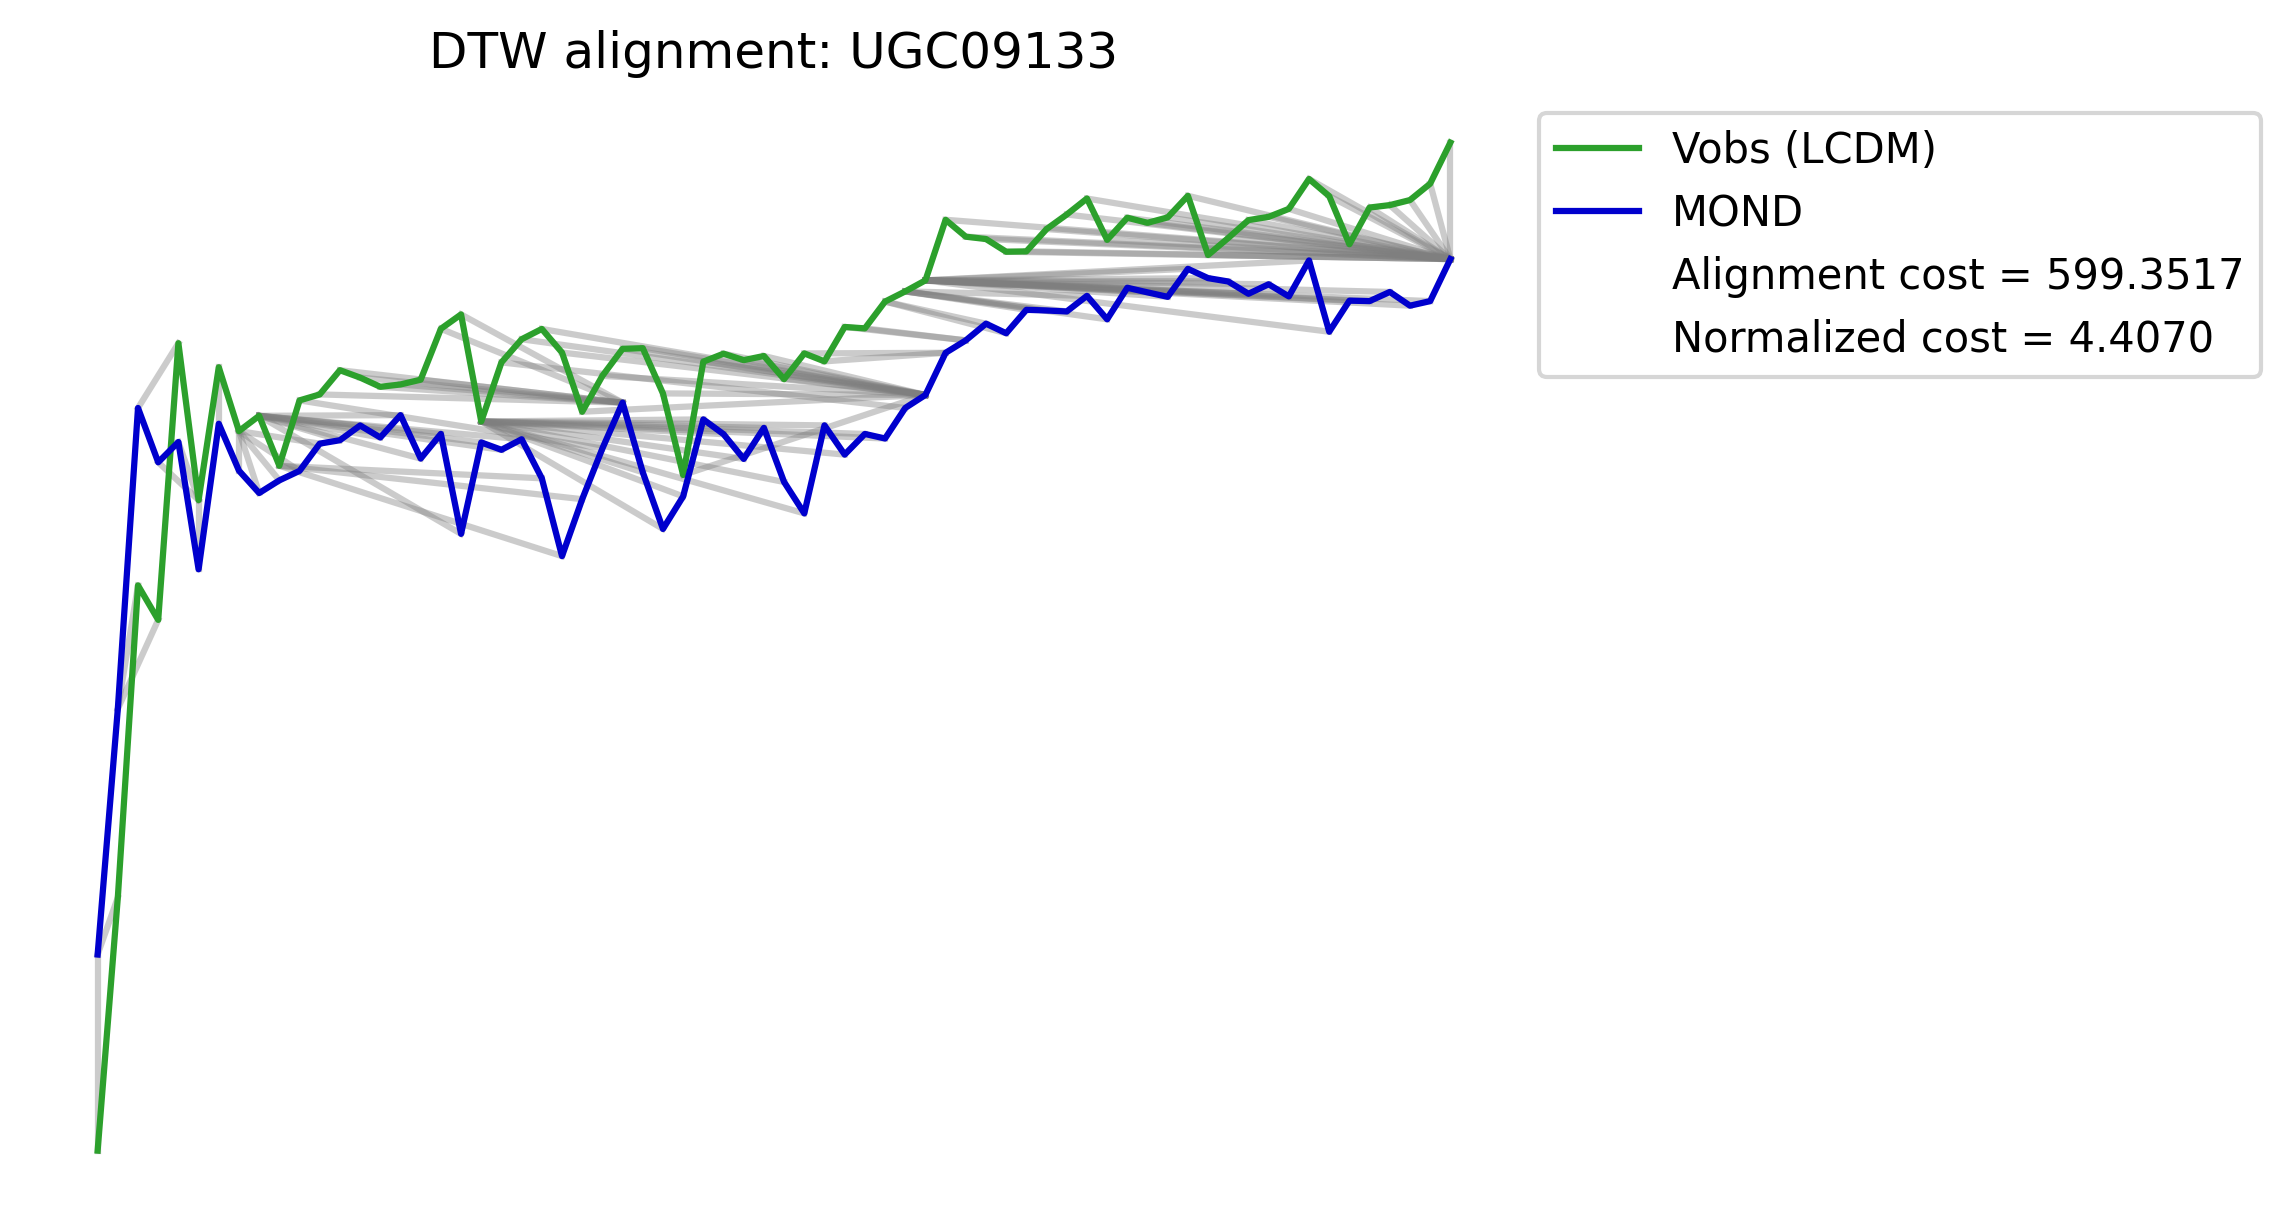 DTW alignment: UGC09133
Vobs (LCDM)
MOND
Alignment cost = 599.3517
Normalized cost = 4.4070